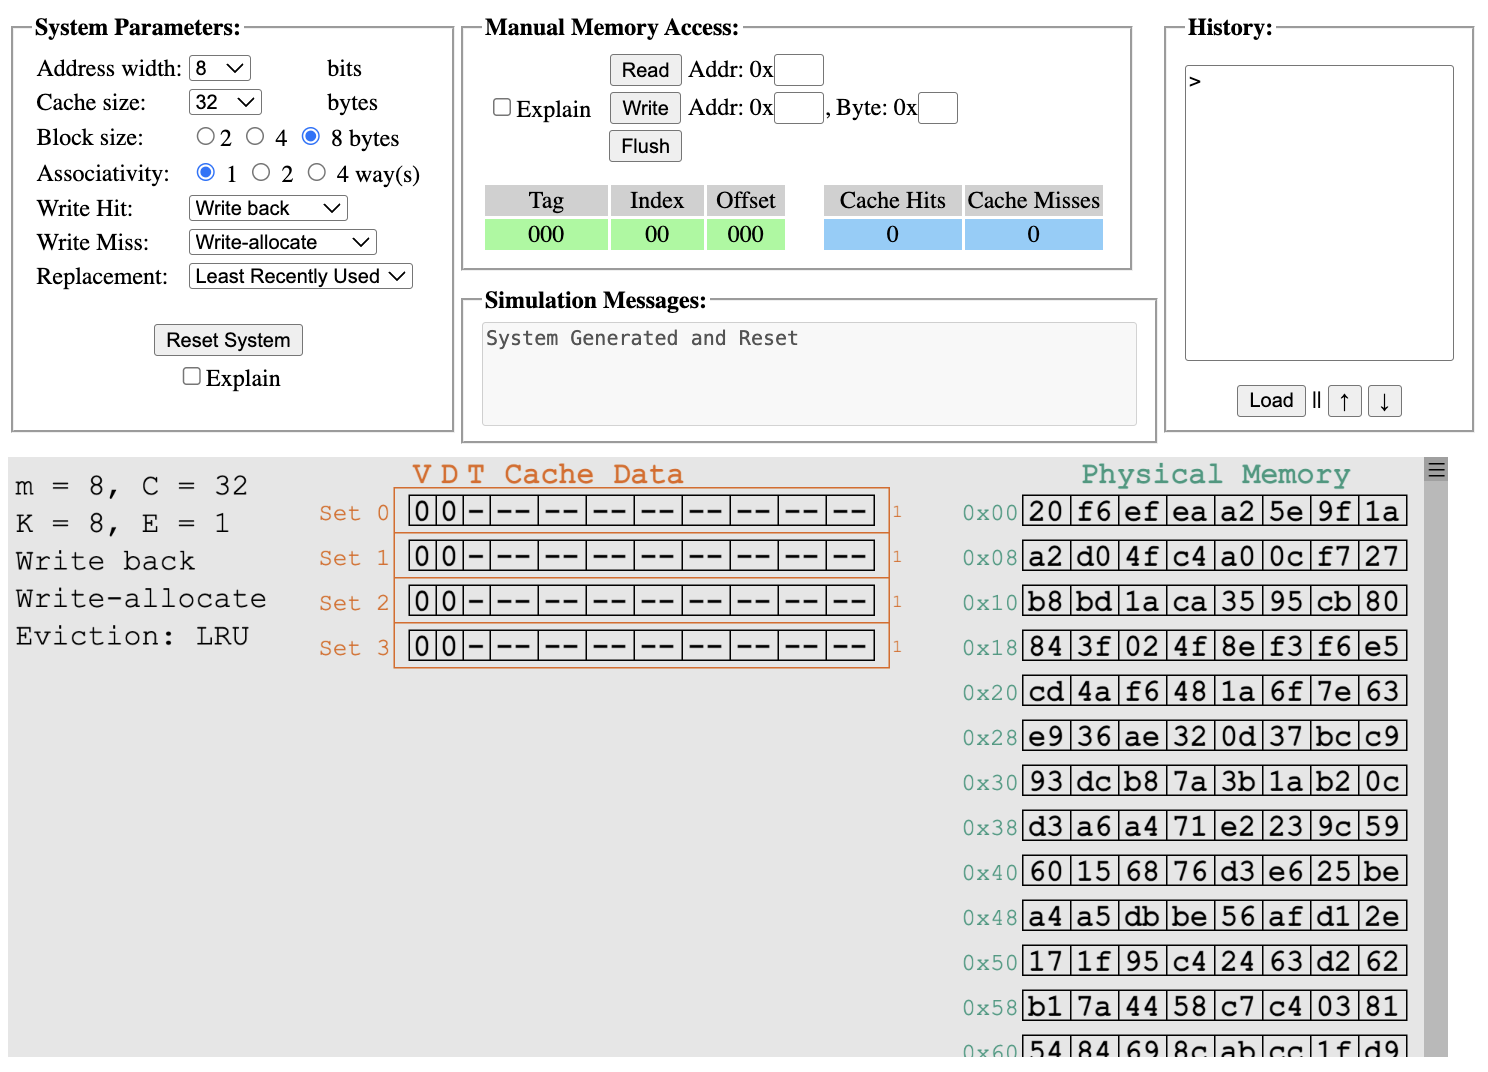 System Parameters:
Address width: 8 bits
Cache size: 32 bytes
Block size: 2 4 8 bytes
Associativity: 1 2 4 way(s)
Write Hit: Write back
Write Miss: Write-allocate
Replacement: Least Recently Used
Reset System
Explain
Manual Memory Access:
Read Addr: 0x
Explain Write Addr: 0x , Byte: 0x
Flush
Tag Index Offset Cache Hits Cache Misses
000 00 000 0 0
Simulation Messages:
System Generated and Reset
History:
>
Load || ↑ ↓
m = 8, C = 32
K = 8, E = 1
Write back
Write-allocate
Eviction: LRU
V D T Cache Data
Set 0 0 0 - -- -- -- -- -- -- -- -- 1
Set 1 0 0 - -- -- -- -- -- -- -- -- 1
Set 2 0 0 - -- -- -- -- -- -- -- -- 1
Set 3 0 0 - -- -- -- -- -- -- -- -- 1
Physical Memory
0x00 20 f6 ef ea a2 5e 9f 1a
0x08 a2 d0 4f c4 a0 0c f7 27
0x10 b8 bd 1a ca 35 95 cb 80
0x18 84 3f 02 4f 8e f3 f6 e5
0x20 cd 4a f6 48 1a 6f 7e 63
0x28 e9 36 ae 32 0d 37 bc c9
0x30 93 dc b8 7a 3b 1a b2 0c
0x38 d3 a6 a4 71 e2 23 9c 59
0x40 60 15 68 76 d3 e6 25 be
0x48 a4 a5 db be 56 af d1 2e
0x50 17 1f 95 c4 24 63 d2 62
0x58 b1 7a 44 58 c7 c4 03 81
0x60 54 84 69 8c ab cc 1f d9